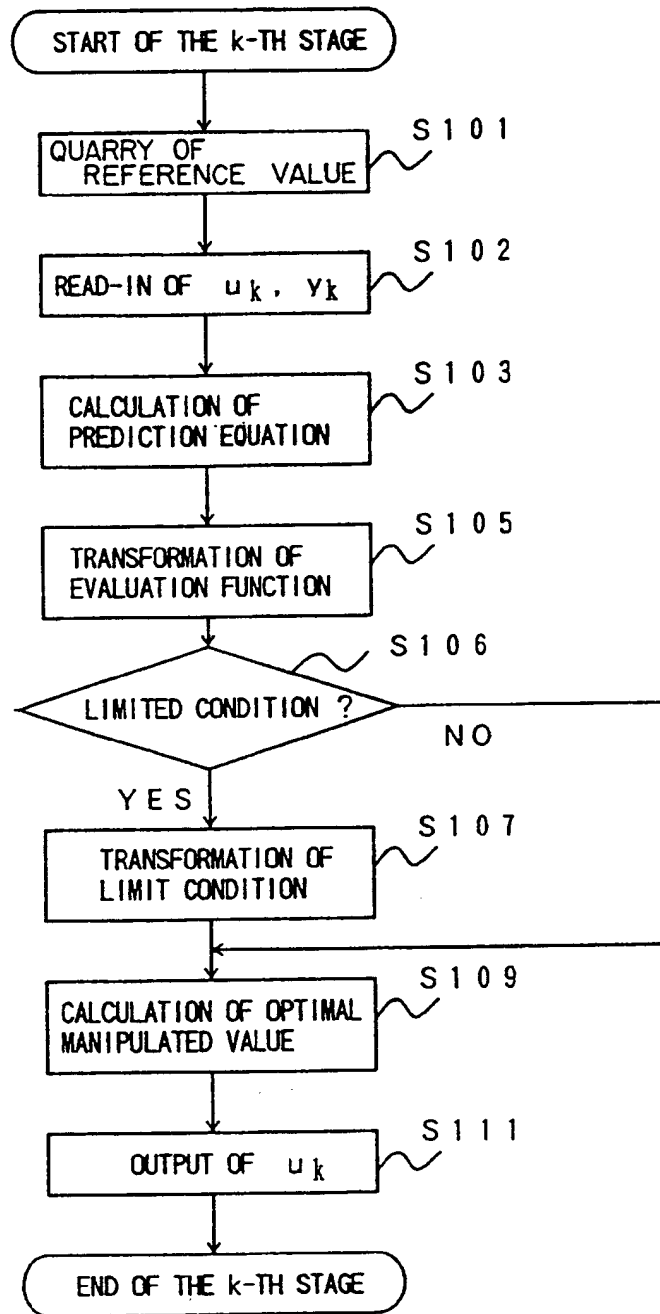 START OF THE k-TH STAGE
S101
QUARRY OF
REFERENCE VALUE
S102
READ-IN OF uk, yk
S103
CALCULATION OF
PREDICTION EQUATION
S105
TRANSFORMATION OF
EVALUATION FUNCTION
S106
LIMITED CONDITION ?
NO
YES
S107
TRANSFORMATION OF
LIMIT CONDITION
S109
CALCULATION OF OPTIMAL
MANIPULATED VALUE
S111
OUTPUT OF uk
END OF THE k-TH STAGE